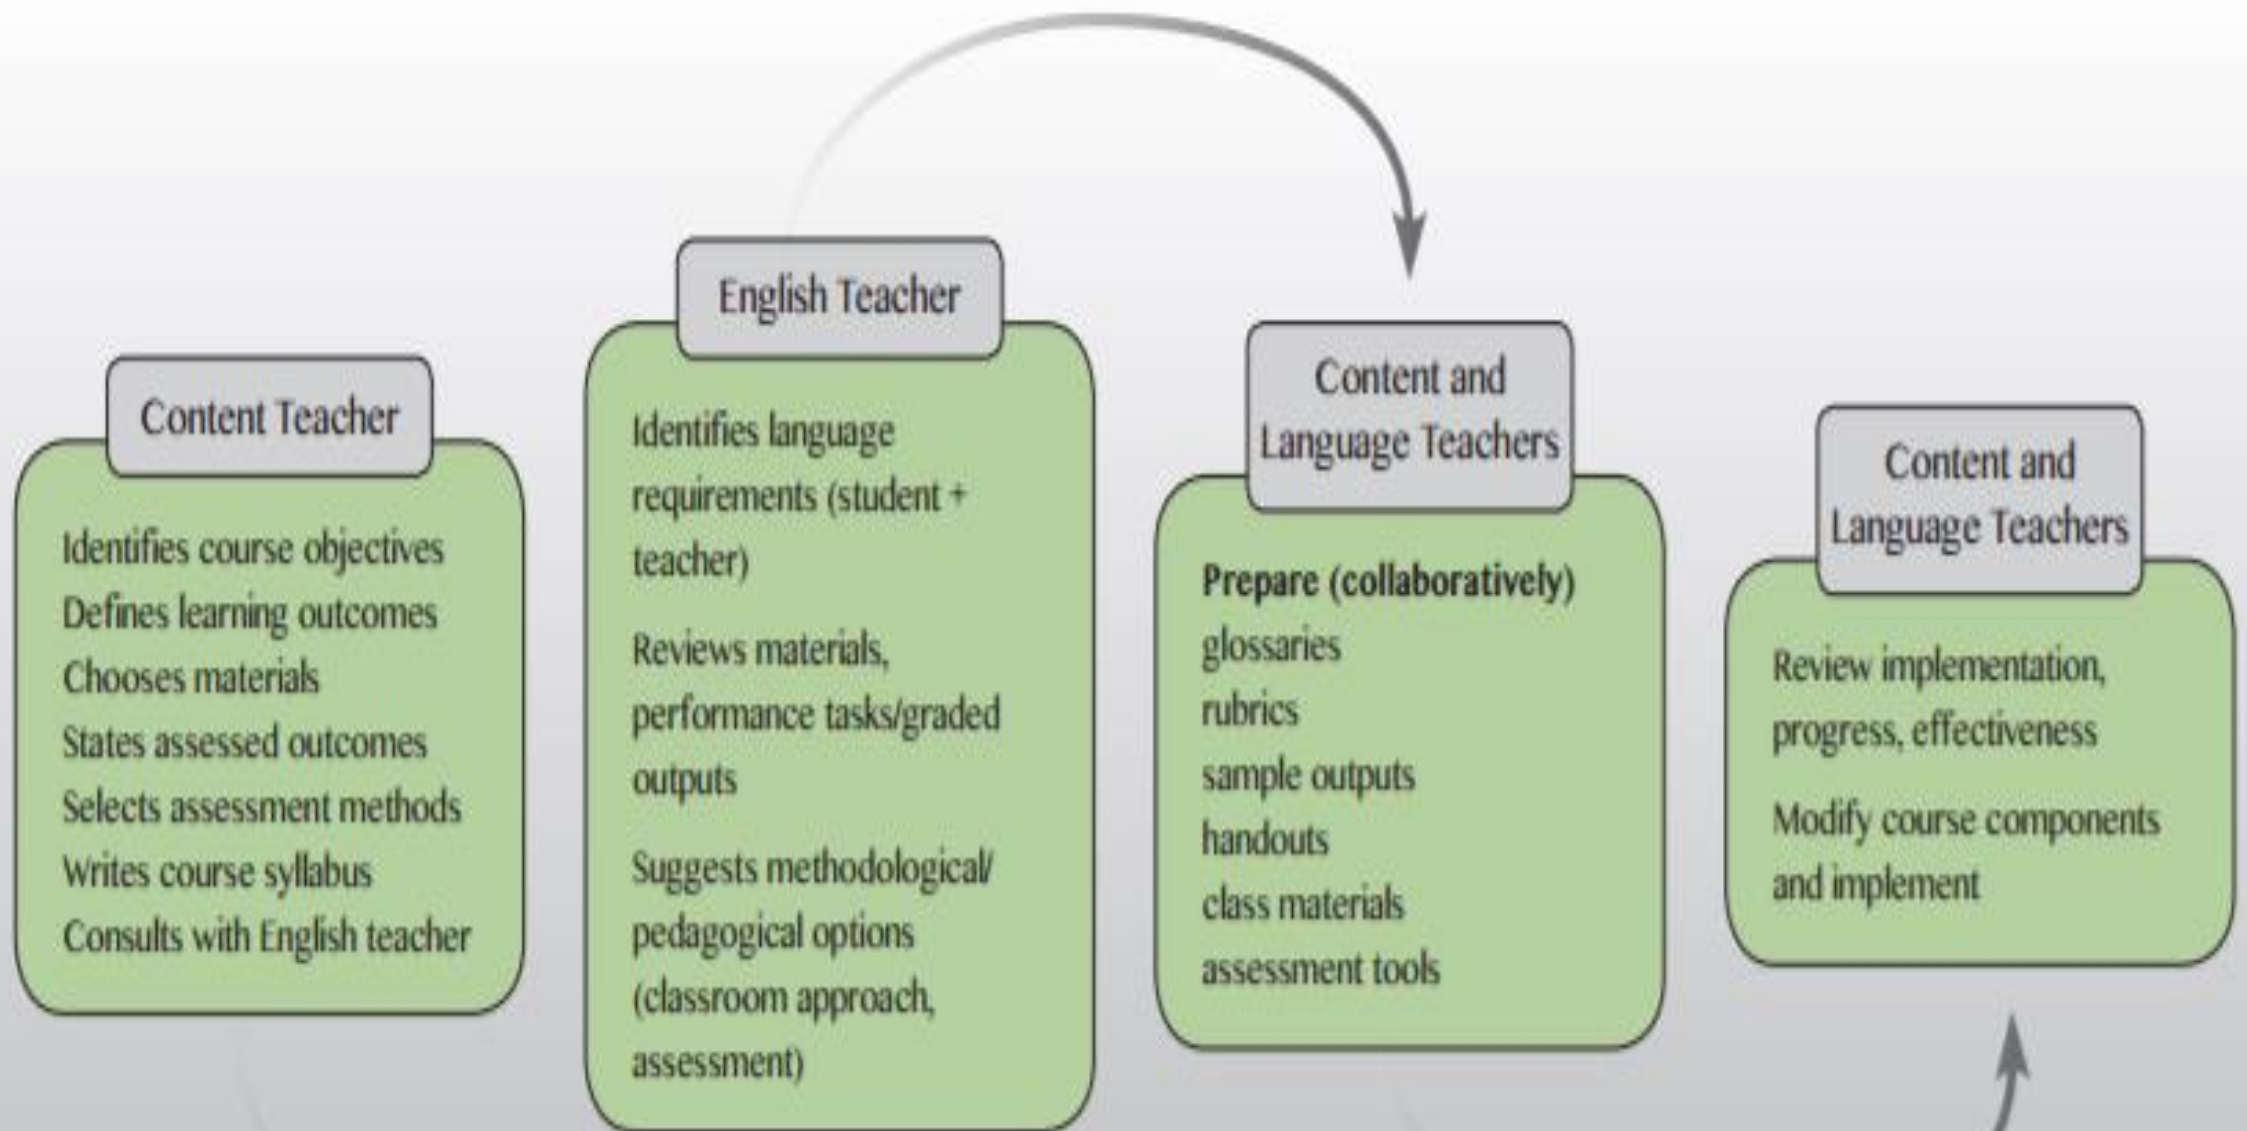 Content Teacher
Identifies course objectives
Defines learning outcomes
Chooses materials
States assessed outcomes
Selects assessment methods
Writes course syllabus
Consults with English teacher
English Teacher
Identifies language
requirements (student +
teacher)
Reviews materials,
performance tasks/graded
outputs
Suggests methodological/
pedagogical options
(classroom approach,
assessment)
Content and
Language Teachers
Prepare (collaboratively)
glossaries
rubrics
sample outputs
handouts
class materials
assessment tools
Content and
Language Teachers
Review implementation,
progress, effectiveness
Modify course components
and implement